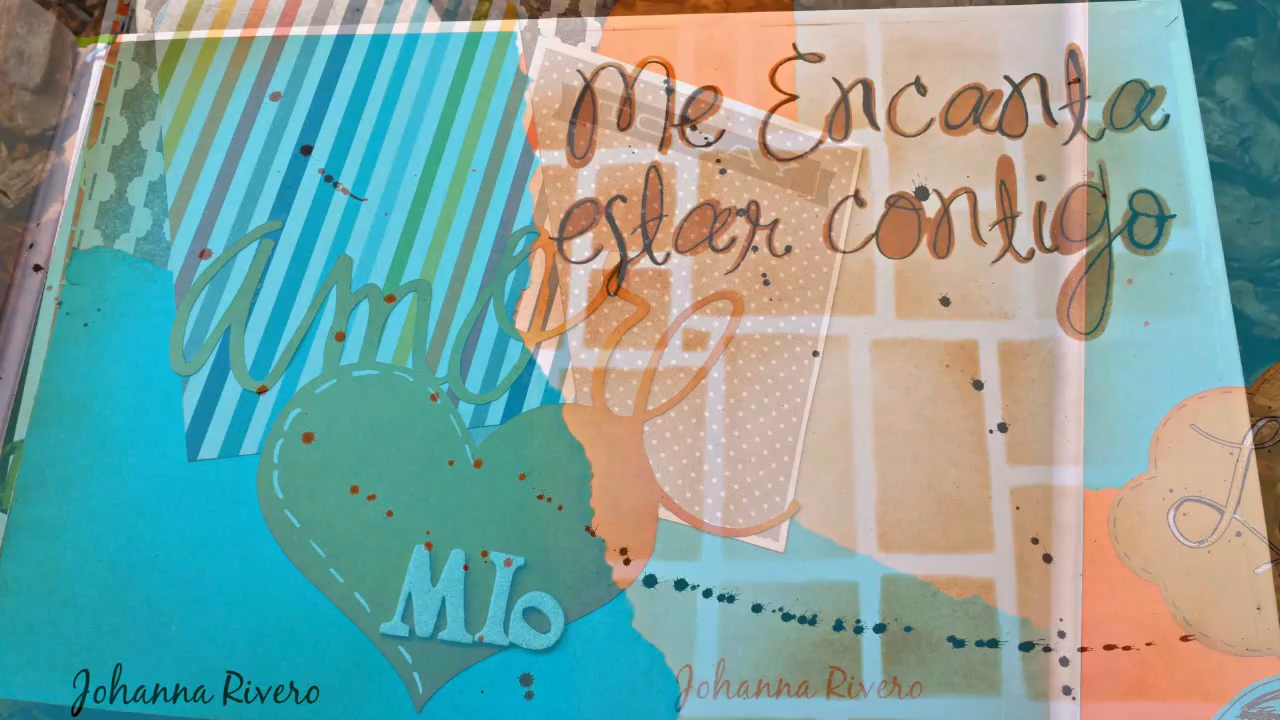 Me Encanta
estar contigo
amor
MIo
Johanna Rivero
Johanna Rivero